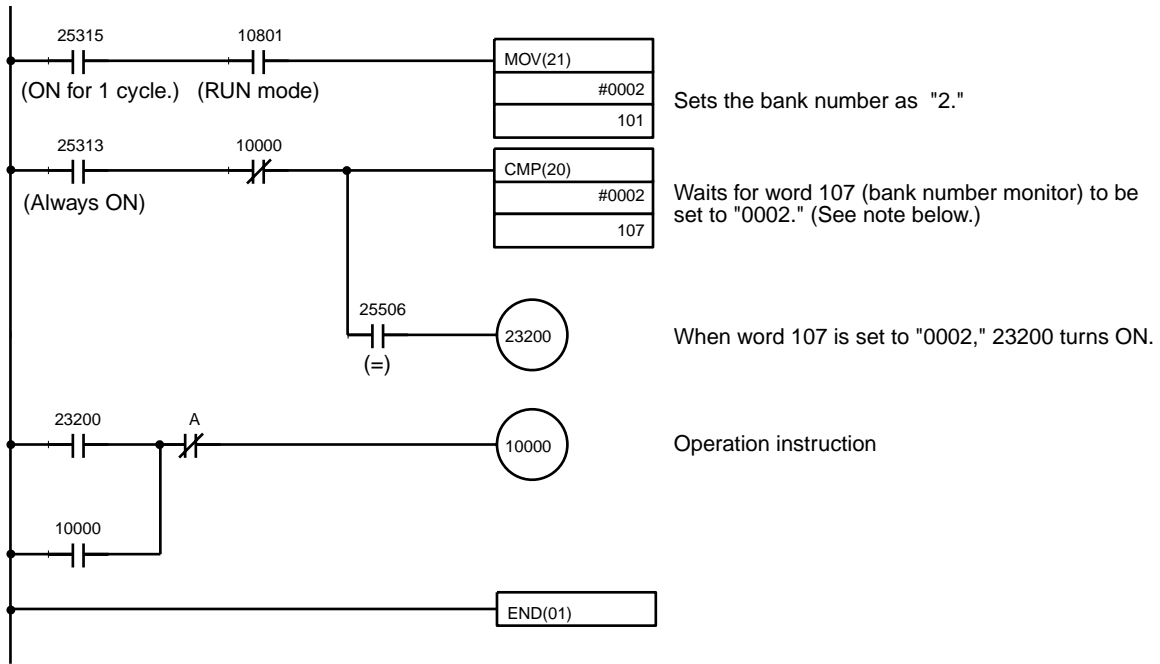 25315 10801
MOV(21)
(ON for 1 cycle.) (RUN mode)
#0002
101
Sets the bank number as "2."
25313 10000
CMP(20)
(Always ON)
#0002
107
Waits for word 107 (bank number monitor) to be
set to "0002." (See note below.)
25506
(=)
23200
When word 107 is set to "0002," 23200 turns ON.
23200 A
10000
Operation instruction
10000
END(01)